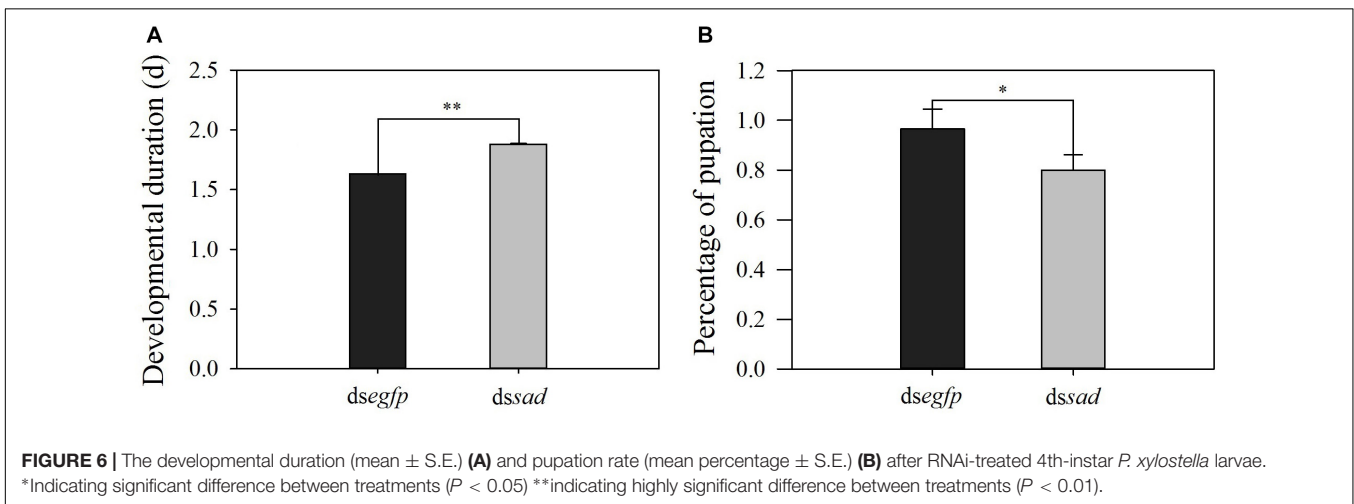 A
Developmental duration (d)
2.5
2.0
1.5
1.0
0.5
0.0
**
dsegfp dssad
B
Percentage of pupation
1.2
1.0
0.8
0.6
0.4
0.2
0.0
*
dsegfp dssad
FIGURE 6 | The developmental duration (mean ± S.E.) (A) and pupation rate (mean percentage ± S.E.) (B) after RNAi-treated 4th-instar P. xylostella larvae.
*Indicating significant difference between treatments (P < 0.05) **indicating highly significant difference between treatments (P < 0.01).